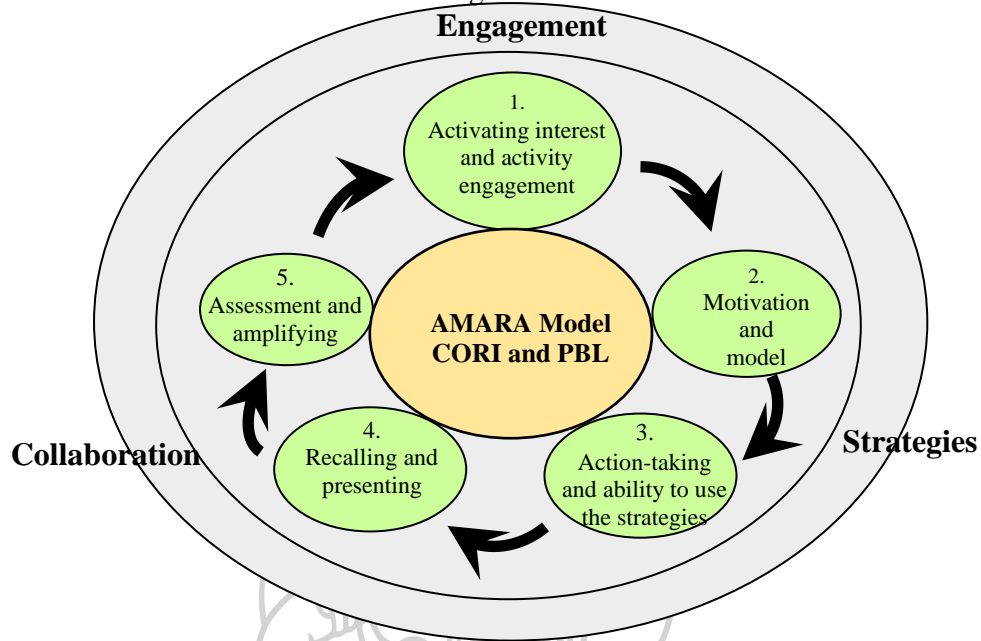 Engagement
1.
Activating interest
and activity
engagement
2.
Motivation
and
model
3.
Action-taking
and ability to use
the strategies
4.
Recalling and
presenting
5.
Assessment and
amplifying
AMARA Model
CORI and PBL
Collaboration
Strategies